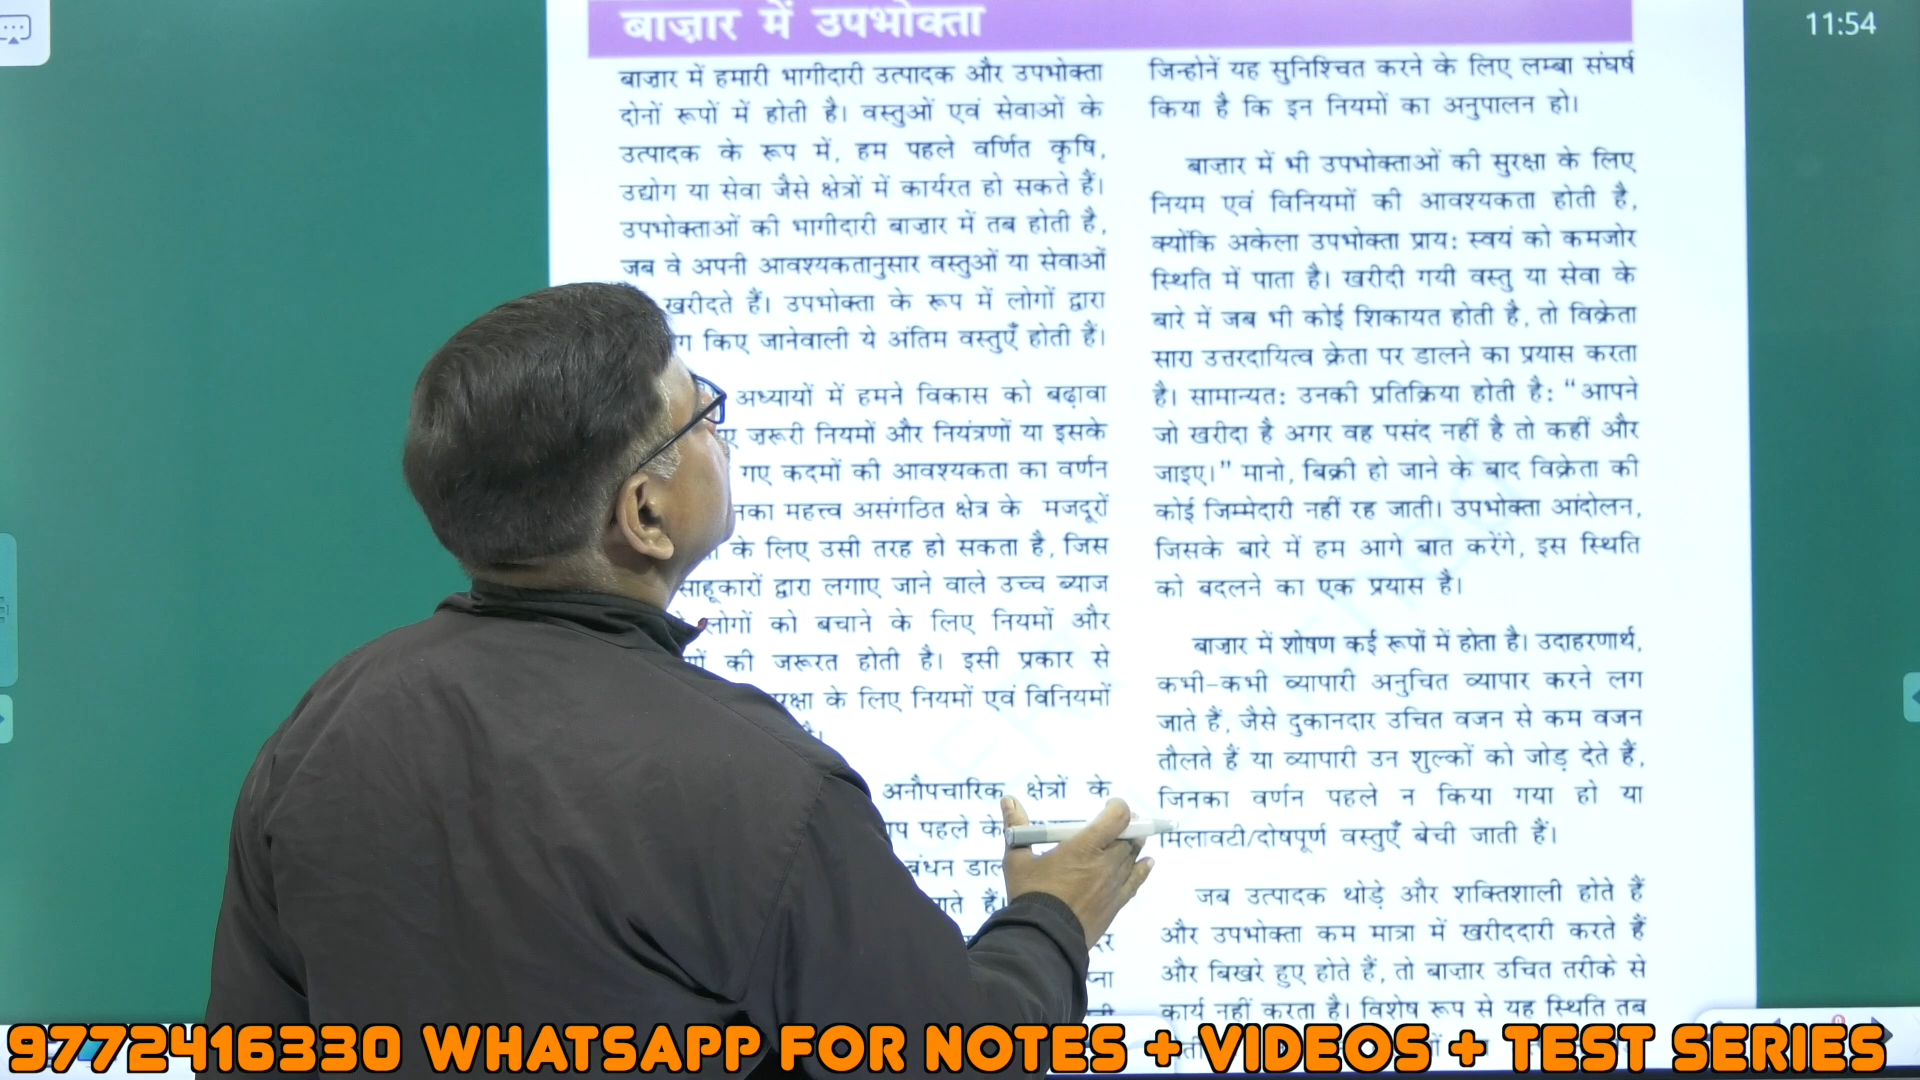 11:54
बाज़ार में उपभोक्ता
बाज़ार में हमारी भागीदारी उत्पादक और उपभोक्ता
दोनों रूपों में होती है। वस्तुओं एवं सेवाओं के
उत्पादक के रूप में, हम पहले वर्णित कृषि,
उद्योग या सेवा जैसे क्षेत्रों में कार्यरत हो सकते हैं।
उपभोक्ताओं की भागीदारी बाज़ार में तब होती है,
जब वे अपनी आवश्यकतानुसार वस्तुओं या सेवाओं
खरीदते हैं। उपभोक्ता के रूप में लोगों द्वारा
किए जानेवाली ये अंतिम वस्तुएँ होती हैं।
अध्यायों में हमने विकास को बढ़ावा
ज़रूरी नियमों और नियंत्रणों या इसके
गए कदमों की आवश्यकता का वर्णन
महत्त्व असंगठित क्षेत्र के मजदूरों
के लिए उसी तरह हो सकता है, जिस
साहूकारों द्वारा लगाए जाने वाले उच्च ब्याज
लोगों को बचाने के लिए नियमों और
की जरूरत होती है। इसी प्रकार से
के लिए नियमों एवं विनियमों
अनौपचारिक क्षेत्रों के
पहले के
बंधन डाल
हैं।
जिन्होनें यह सुनिश्चित करने के लिए लम्बा संघर्ष
किया है कि इन नियमों का अनुपालन हो।
बाज़ार में भी उपभोक्ताओं की सुरक्षा के लिए
नियम एवं विनियमों की आवश्यकता होती है,
क्योंकि अकेला उपभोक्ता प्राय: स्वयं को कमजोर
स्थिति में पाता है। खरीदी गयी वस्तु या सेवा के
बारे में जब भी कोई शिकायत होती है, तो विक्रेता
सारा उत्तरदायित्व क्रेता पर डालने का प्रयास करता
है। सामान्यत: उनकी प्रतिक्रिया होती है: “आपने
जो खरीदा है अगर वह पसंद नहीं है तो कहीं और
जाइए।” मानो, बिक्री हो जाने के बाद विक्रेता की
कोई जिम्मेदारी नहीं रह जाती। उपभोक्ता आंदोलन,
जिसके बारे में हम आगे बात करेंगे, इस स्थिति
को बदलने का एक प्रयास है।
बाज़ार में शोषण कई रूपों में होता है। उदाहरणार्थ,
कभी-कभी व्यापारी अनुचित व्यापार करने लग
जाते हैं, जैसे दुकानदार उचित वजन से कम वजन
तौलते हैं या व्यापारी उन शुल्कों को जोड़ देते हैं,
जिनका वर्णन पहले न किया गया हो या
मिलावटी/दोषपूर्ण वस्तुएँ बेची जाती हैं।
जब उत्पादक थोड़े और शक्तिशाली होते हैं
और उपभोक्ता कम मात्रा में खरीददारी करते हैं
और बिखरे हुए होते हैं, तो बाज़ार उचित तरीके से
कार्य नहीं करता है। विशेष रूप से यह स्थिति तब
9772416330 WHATSAPP FOR NOTES + VIDEOS + TEST SERIES